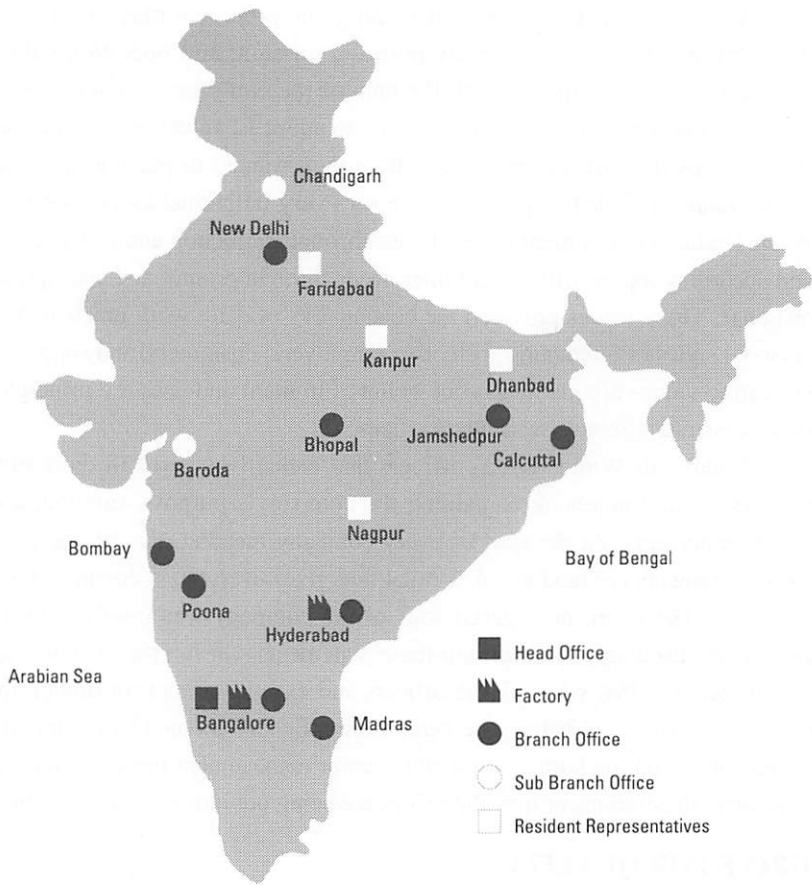 Chandigarh
New Delhi
Faridabad
Kanpur
Dhanbad
Bhopal
Jamshedpur
Calcuttal
Baroda
Nagpur
Bombay
Bay of Bengal
Poona
Hyderabad
Head Office
Arabian Sea
Factory
Bangalore
Madras
Branch Office
Sub Branch Office
Resident Representatives